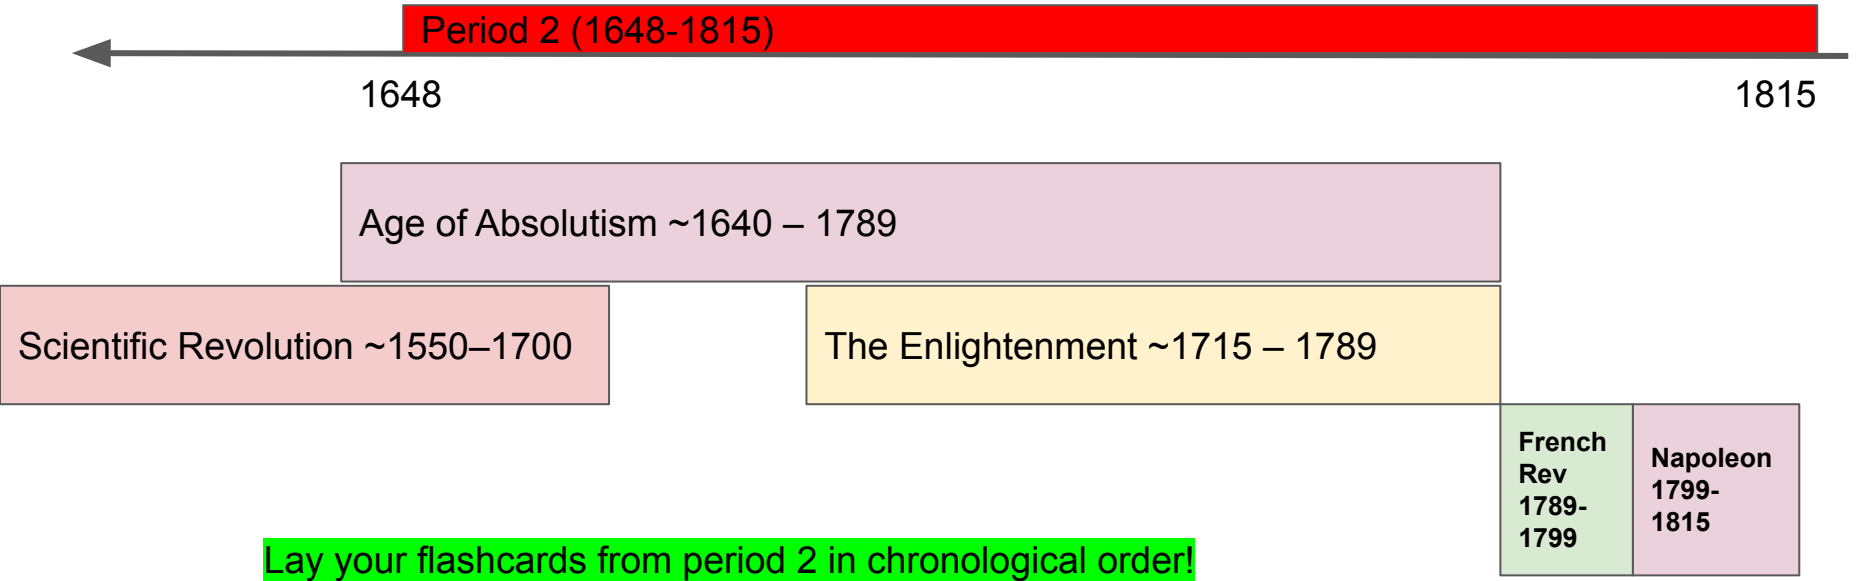 Period 2 (1648-1815)
1648
1815
Age of Absolutism ~1640 – 1789
Scientific Revolution ~1550–1700
The Enlightenment ~1715 – 1789
French
Rev
1789-
1799
Napoleon
1799-
1815
Lay your flashcards from period 2 in chronological order!